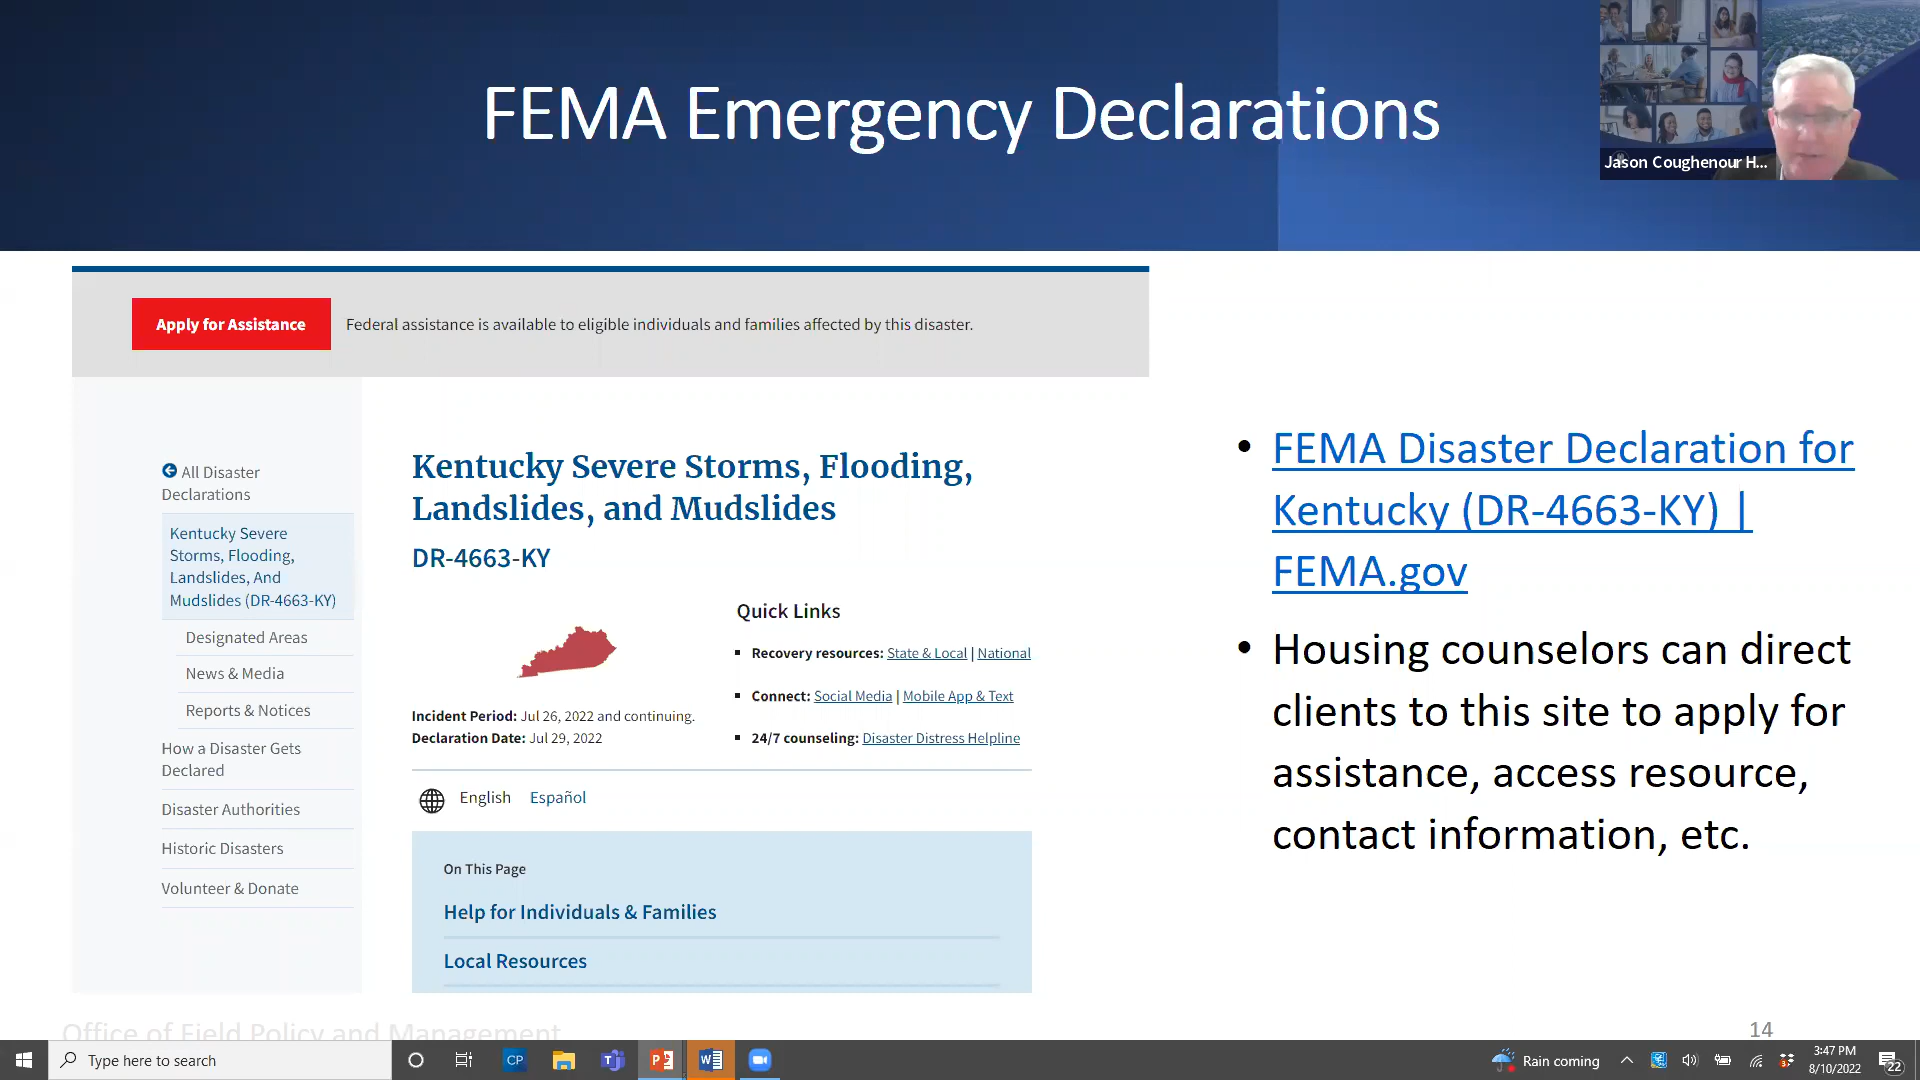 FEMA Emergency Declarations
Jason Coughenour H...
Apply for Assistance
Federal assistance is available to eligible individuals and families affected by this disaster.
All Disaster
Declarations
Kentucky Severe
Storms, Flooding,
Landslides, And
Mudslides (DR-4663-KY)
Designated Areas
News & Media
Reports & Notices
How a Disaster Gets
Declared
Disaster Authorities
Historic Disasters
Volunteer & Donate
Kentucky Severe Storms, Flooding,
Landslides, and Mudslides
DR-4663-KY
Incident Period: Jul 26, 2022 and continuing.
Declaration Date: Jul 29, 2022
Quick Links
▪ Recovery resources: State & Local | National
▪ Connect: Social Media | Mobile App & Text
▪ 24/7 counseling: Disaster Distress Helpline
English Español
On This Page
Help for Individuals & Families
Local Resources
• FEMA Disaster Declaration for
Kentucky (DR-4663-KY) |
FEMA.gov
• Housing counselors can direct
clients to this site to apply for
assistance, access resource,
contact information, etc.
Office of Field Policy and Management
14
Type here to search
CP
Rain coming
3:47 PM
8/10/2022
22